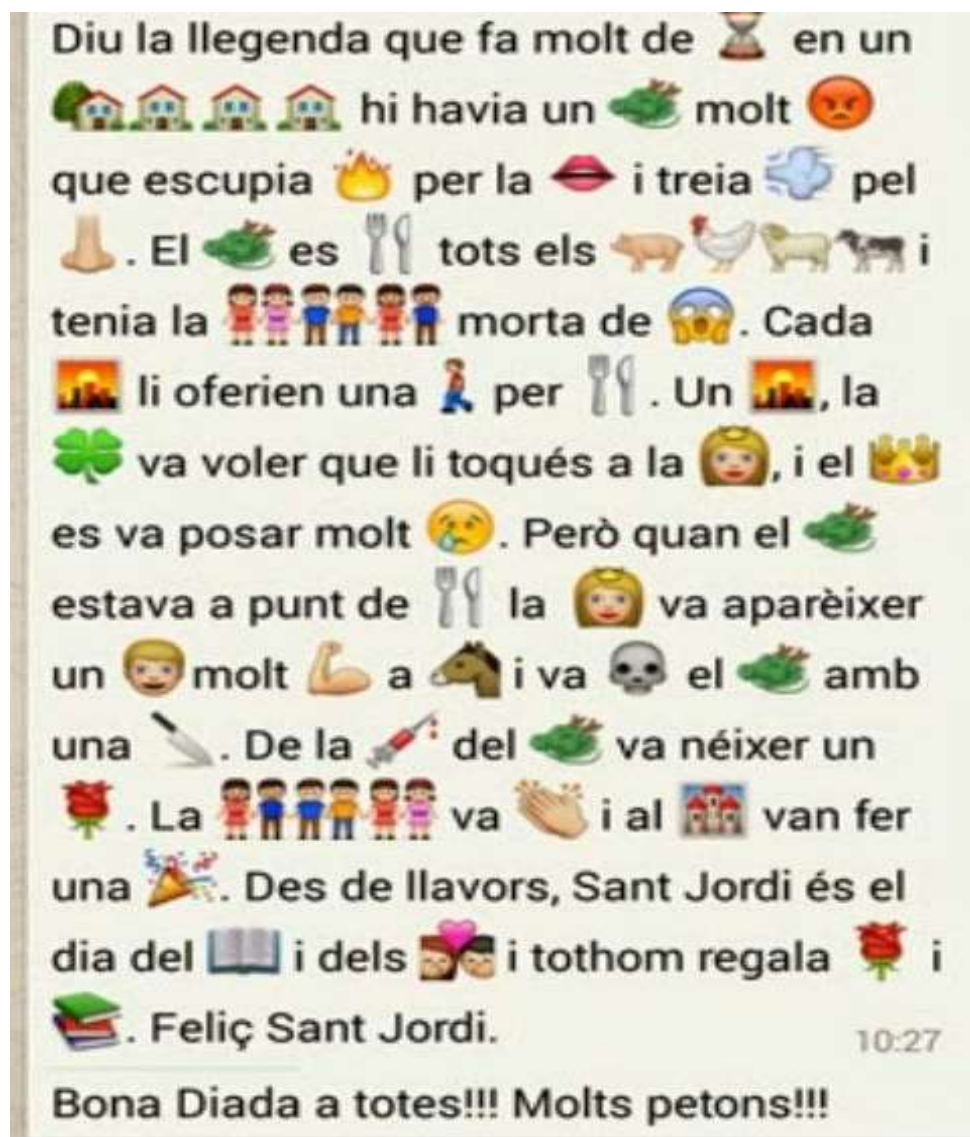 Diu la llegenda que fa molt de ⌛ en un
🏡🏠🏠🏠 hi havia un 🐉 molt 😡
que escupia 🔥 per la 👄 i treia 💨 pel
👃. El 🐉 es 🍴 tots els 🐖🐓🐑🐄 i
tenia la 👭👬👫 morta de 😱. Cada
🌇 li oferien una 🚶 per 🍴. Un 🌇, la
🍀 va voler que li toqués a la 👸, i el 👑
es va posar molt 😢. Però quan el 🐉
estava a punt de 🍴 la 👸 va aparèixer
un 👨 molt 💪 a 🐴 i va 💀 el 🐉 amb
una 🔪. De la 💉 del 🐉 va néixer un
🌹. La 👫👬👭 va 👏 i al 🏰 van fer
una 🎉. Des de llavors, Sant Jordi és el
dia del 📖 i dels 💑 i tothom regala 🌹 i
📚. Feliç Sant Jordi.
10:27
Bona Diada a totes!!! Molts petons!!!